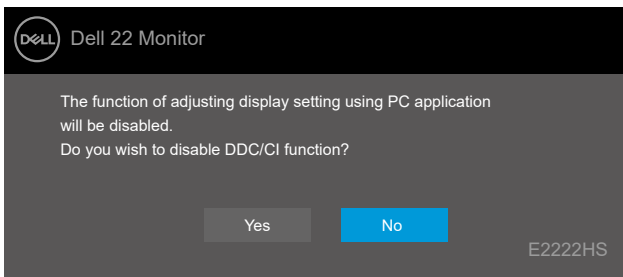 DELL Dell 22 Monitor
The function of adjusting display setting using PC application
will be disabled.
Do you wish to disable DDC/CI function?
Yes No
E2222HS